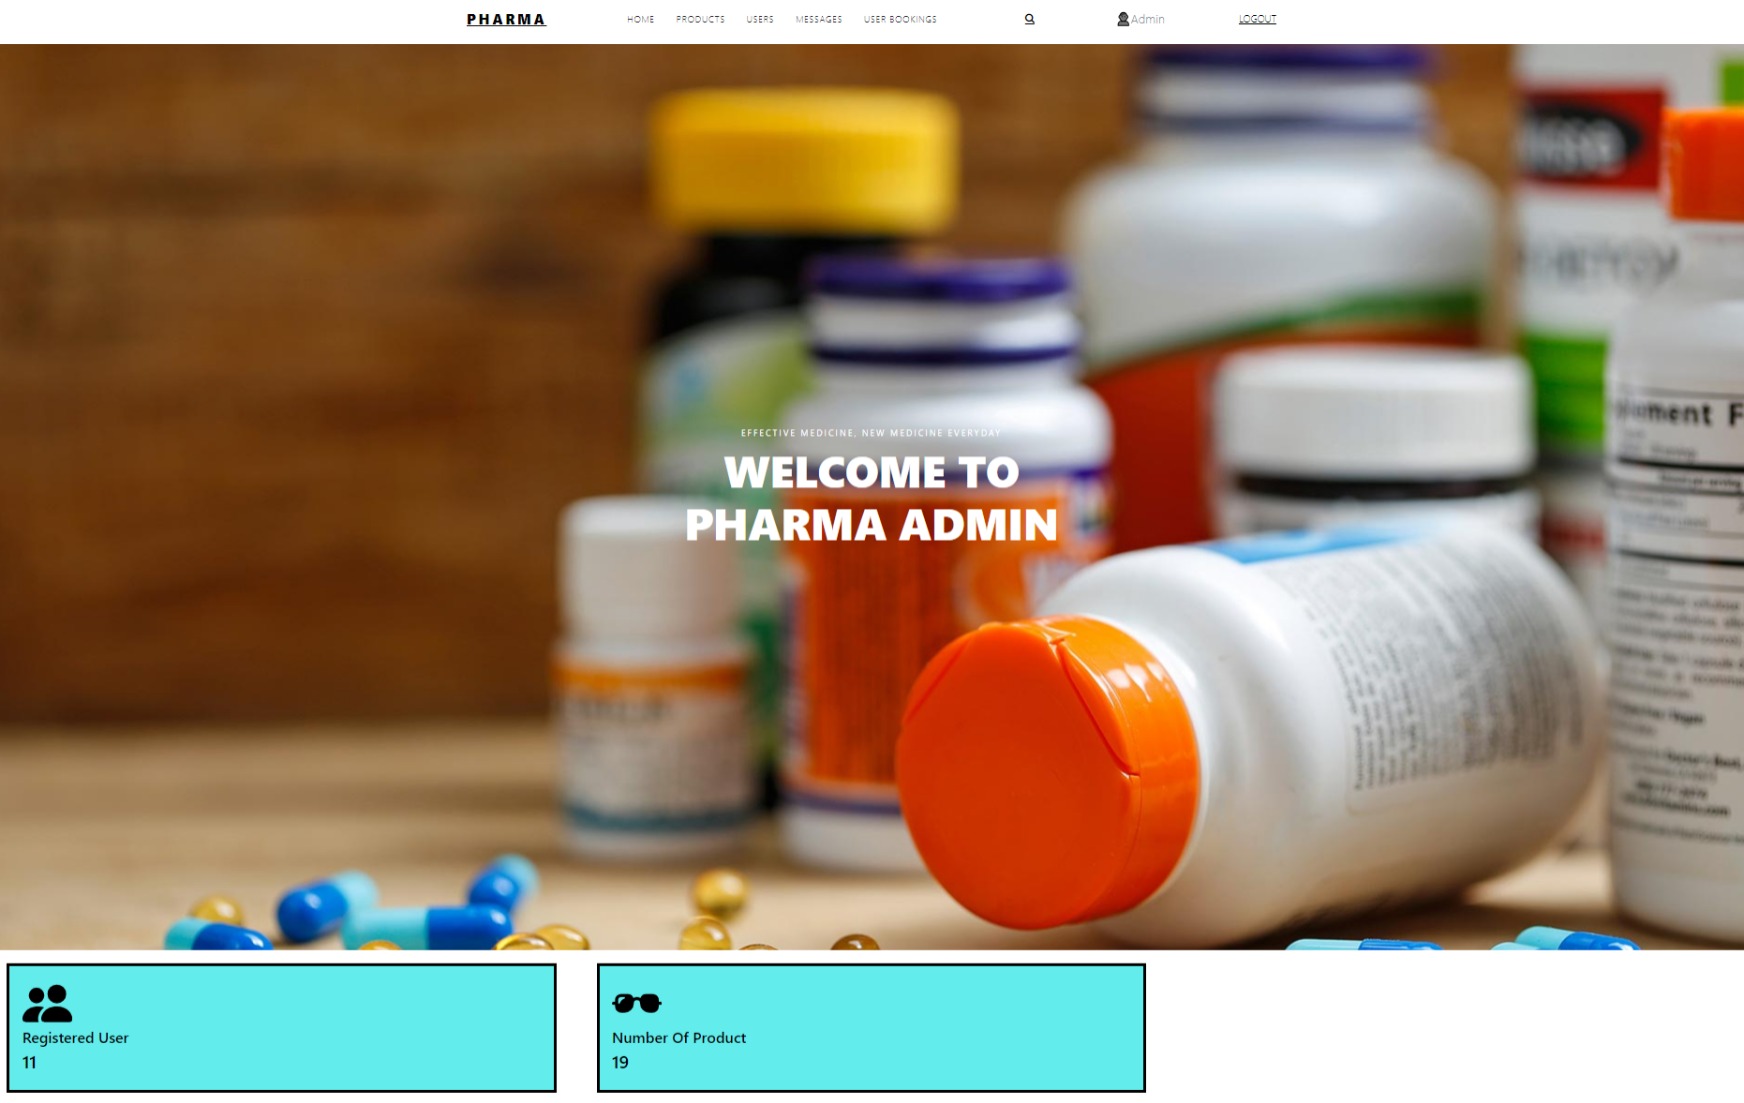 PHARMA
HOME PRODUCTS USERS MESSAGES USER BOOKINGS Admin LOGOUT
EFFECTIVE MEDICINE, NEW MEDICINE EVERYDAY
WELCOME TO
PHARMA ADMIN
Registered User
11
Number Of Product
19